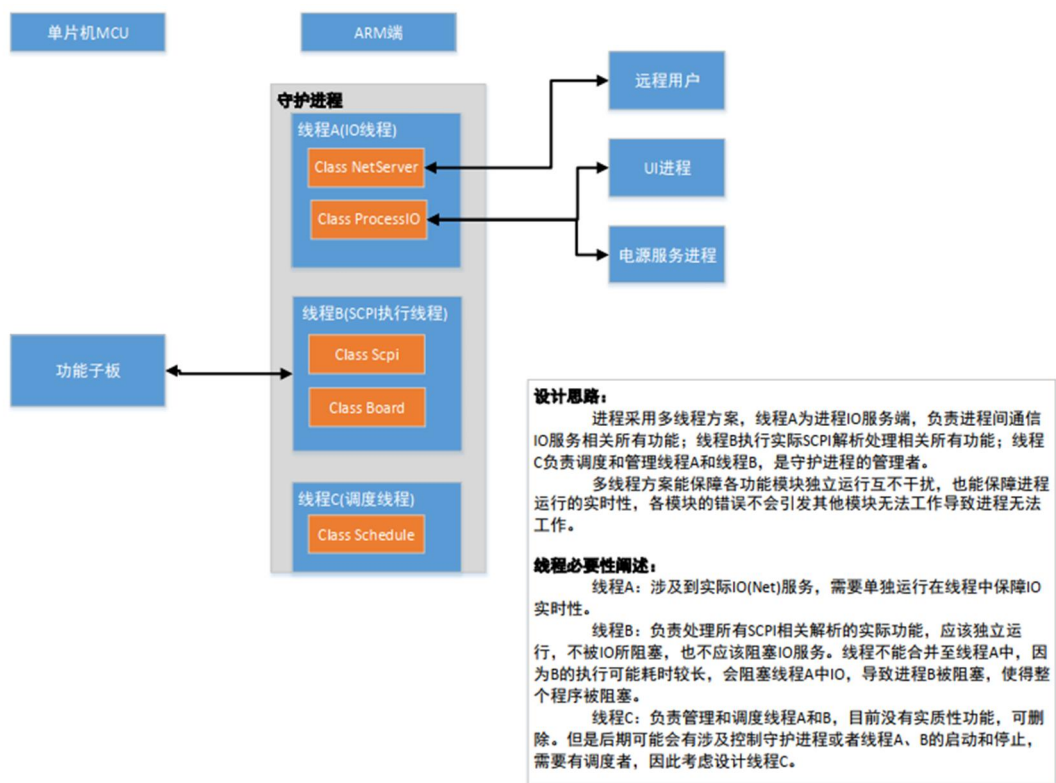 单片机MCU
ARM端
守护进程
线程A(IO线程)
Class NetServer
Class ProcessIO
远程用户
UI进程
电源服务进程
线程B(SCPI执行线程)
Class Scpi
Class Board
功能子板
线程C(调度线程)
Class Schedule
设计思路:
进程采用多线程方案，线程A为进程IO服务端，负责进程间通信
IO服务相关所有功能；线程B执行实际SCPI解析处理相关所有功能；线程
C负责调度和管理线程A和线程B，是守护进程的管理者。
多线程方案能保障各功能模块独立运行互不干扰，也能保障进程
运行的实时性，各模块的错误不会引发其他模块无法工作导致进程无法
工作。
线程必要性阐述:
线程A：涉及到实际IO(Net)服务，需要单独运行在线程中保障IO
实时性。
线程B：负责处理所有SCPI相关解析的实际功能，应该独立运
行，不被IO所阻塞，也不应该阻塞IO服务。线程不能合并至线程A中，因
为B的执行可能耗时较长，会阻塞线程A中IO，导致进程B被阻塞，使得整
个程序被阻塞。
线程C：负责管理和调度线程A和B，目前没有实质性功能，可删
除。但是后期可能会有涉及控制守护进程或者线程A、B的启动和停止，
需要有调度者，因此考虑设计线程C。